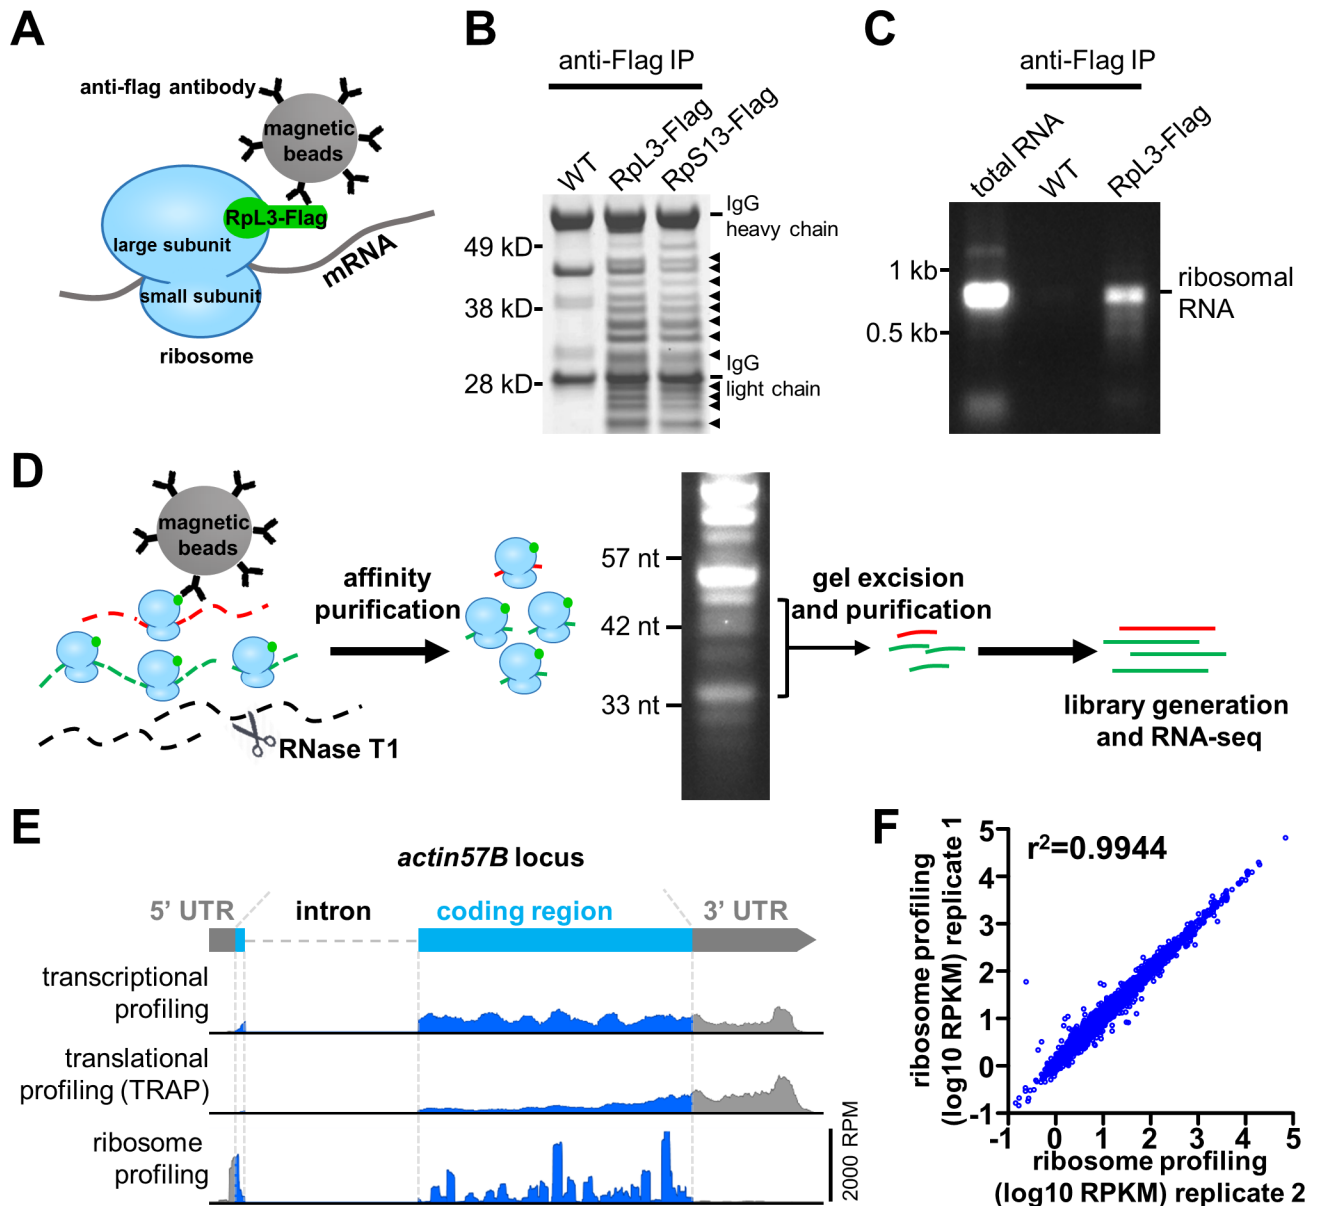 A
anti-flag antibody
magnetic
beads
RpL3-Flag
large subunit
mRNA
small subunit
ribosome
B
anti-Flag IP
WT
RpL3-Flag
RpS13-Flag
IgG
heavy chain
49 kD
38 kD
IgG
light chain
28 kD
C
anti-Flag IP
total RNA
WT
RpL3-Flag
1 kb
ribosomal
RNA
0.5 kb
D
magnetic
beads
RNase T1
affinity
purification
57 nt
42 nt
33 nt
gel excision
and purification
library generation
and RNA-seq
E
actin57B locus
5’ UTR
intron
coding region
3’ UTR
transcriptional
profiling
translational
profiling (TRAP)
ribosome
profiling
2000 RPM
F
r2=0.9944
ribosome profiling
(log10 RPKM) replicate 1
5
4
3
2
1
0
-1
-1 0 1 2 3 4 5
ribosome profiling
(log10 RPKM) replicate 2